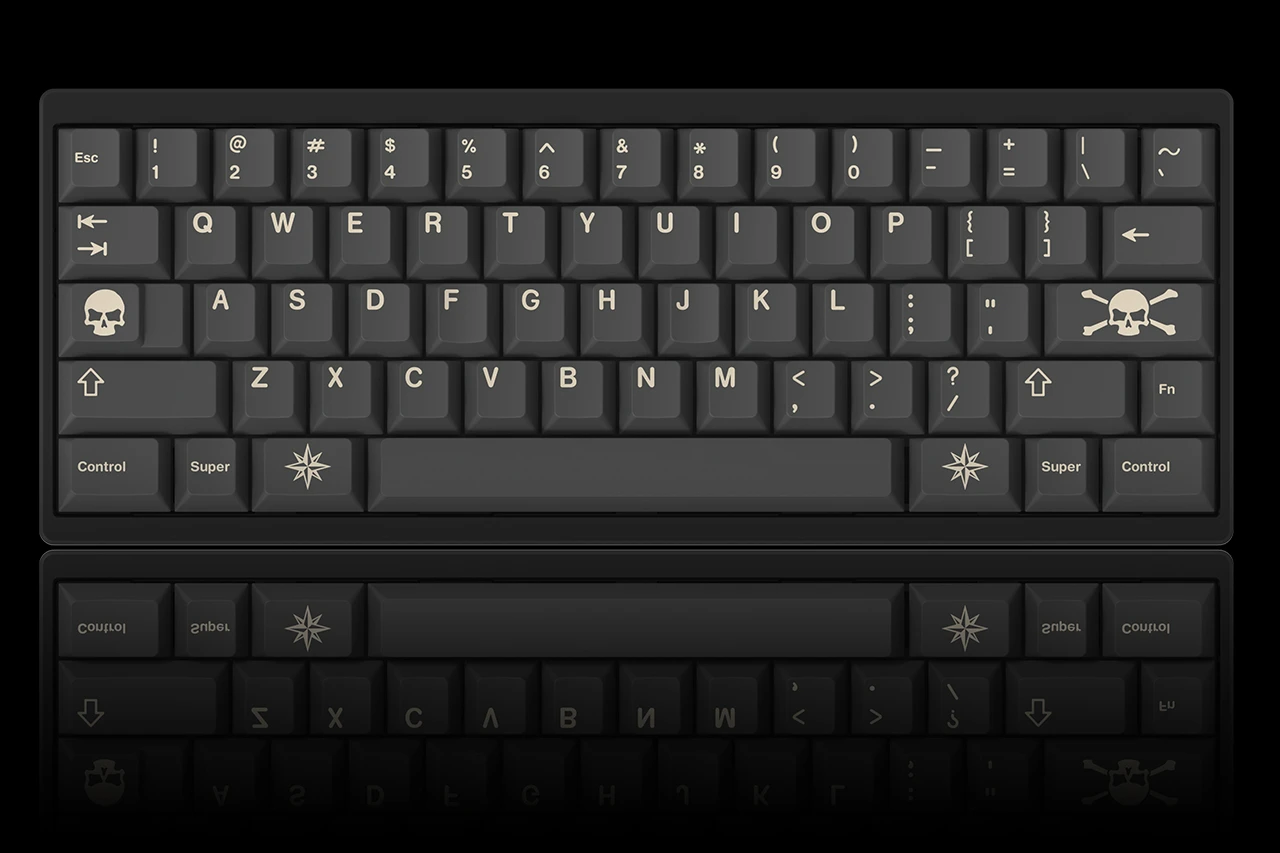 Esc ! 1 @ 2 # 3 $ 4 % 5 ^ 6 & 7 * 8 ( 9 ) 0 _ - + = | \ ~ `
Q W E R T Y U I O P { [ } ] ←
A S D F G H J K L : ; " '
Z X C V B N M < , > . ? / Fn
Control Super Super Control